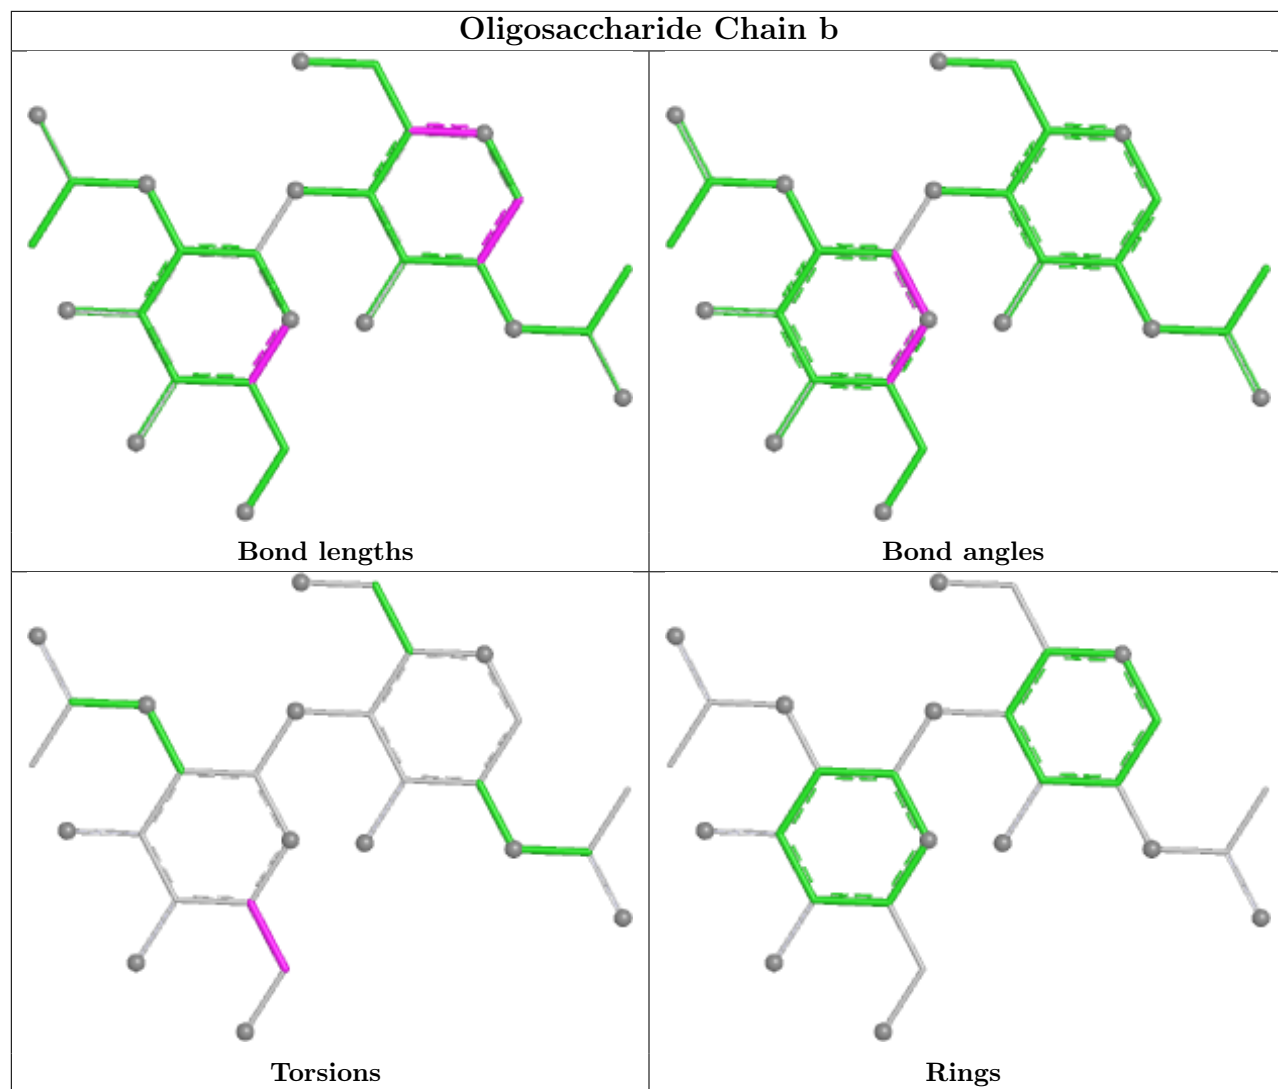 Oligosaccharide Chain b
Bond lengths
Bond angles
Torsions
Rings